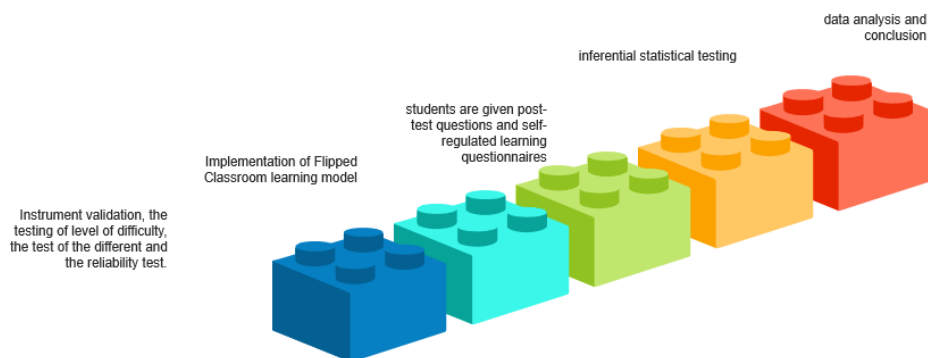 Instrument validation, the
testing of level of difficulty,
the test of the different and
the reliability test.
Implementation of Flipped
Classroom learning model
students are given post-
test questions and self-
regulated learning
questionnaires
inferential statistical testing
data analysis and
conclusion